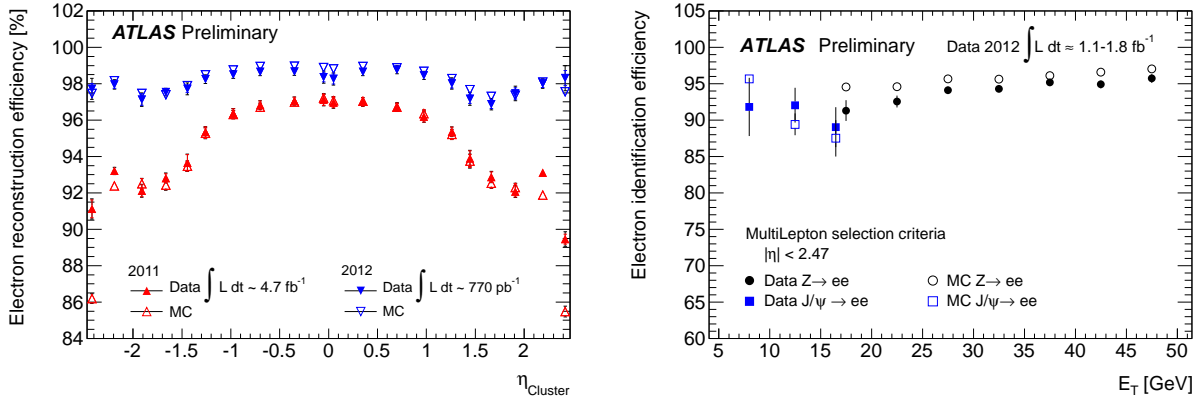 ATLAS Preliminary
Electron reconstruction efficiency [%]
102
100
98
96
94
92
90
88
86
84
2011
Data ∫ L dt ~ 4.7 fb⁻¹
MC
2012
Data ∫ L dt ~ 770 pb⁻¹
MC
-2 -1.5 -1 -0.5 0 0.5 1 1.5 2
η_Cluster
ATLAS Preliminary
Data 2012 ∫ L dt ≈ 1.1-1.8 fb⁻¹
Electron identification efficiency
105
100
95
90
85
80
75
70
65
60
MultiLepton selection criteria
|η| < 2.47
Data Z→ ee
MC Z→ ee
Data J/ψ→ ee
MC J/ψ→ ee
5 10 15 20 25 30 35 40 45 50
E_T [GeV]